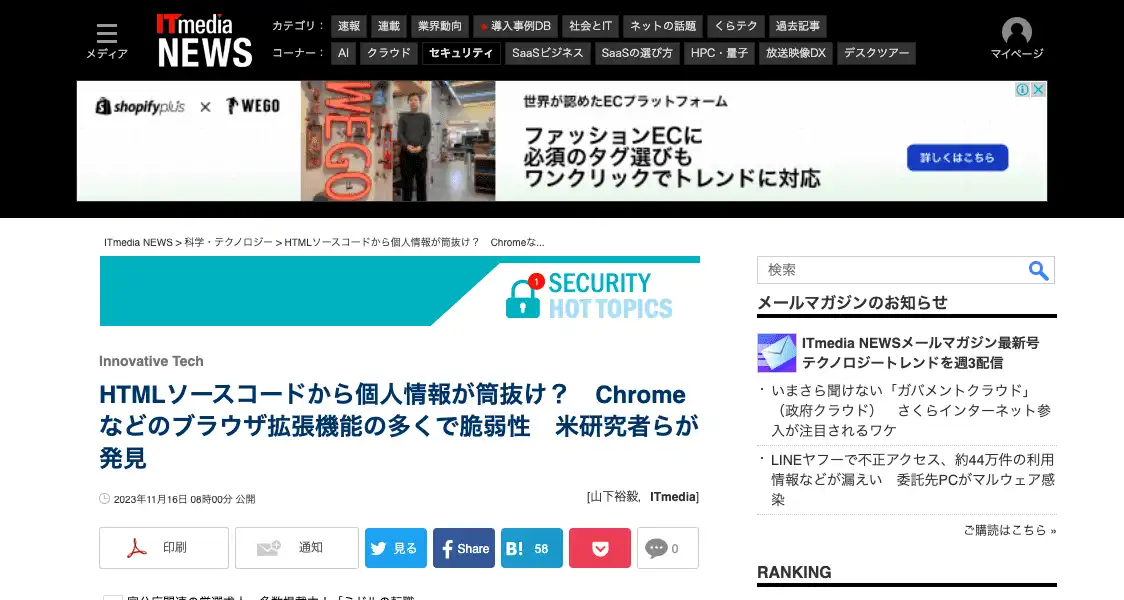 メディア
ITmedia NEWS
カテゴリ： 速報 連載 業界動向 導入事例DB 社会とIT ネットの話題 くらテク 過去記事
コーナー： AI クラウド セキュリティ SaaSビジネス SaaSの選び方 HPC・量子 放送映像DX デスクツアー
マイページ
shopifyplus × WEGO
WEGO
世界が認めたECプラットフォーム
ファッションECに
必須のタグ選びも
ワンクリックでトレンドに対応
詳しくはこちら
ITmedia NEWS > 科学・テクノロジー > HTMLソースコードから個人情報が筒抜け？　Chromeな...
1
SECURITY
HOT TOPICS
Innovative Tech
HTMLソースコードから個人情報が筒抜け？　Chrome
などのブラウザ拡張機能の多くで脆弱性　米研究者らが
発見
2023年11月16日 08時00分 公開
[山下裕毅, ITmedia]
印刷 通知 見る Share B! 58 0
検索
メールマガジンのお知らせ
ITmedia NEWSメールマガジン最新号
テクノロジートレンドを週3配信
・いまさら聞けない「ガバメントクラウド」
（政府クラウド）　さくらインターネット参
入が注目されるワケ
・LINEヤフーで不正アクセス、約44万件の利用
情報などが漏えい　委託先PCがマルウェア感
染
ご購読はこちら »
RANKING